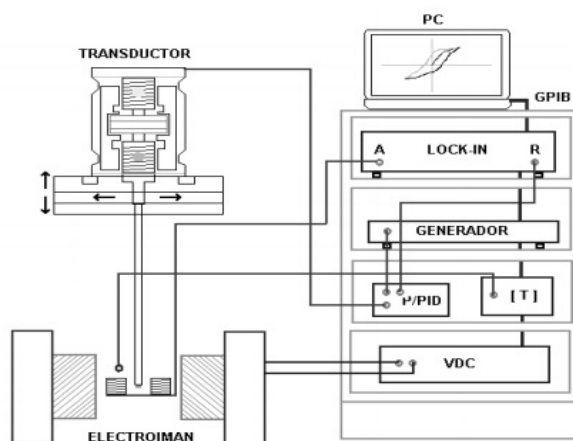 PC
TRANSDUCTOR
GPIB
A LOCK-IN R
GENERADOR
P/PID
[ T ]
VDC
ELECTROIMAN